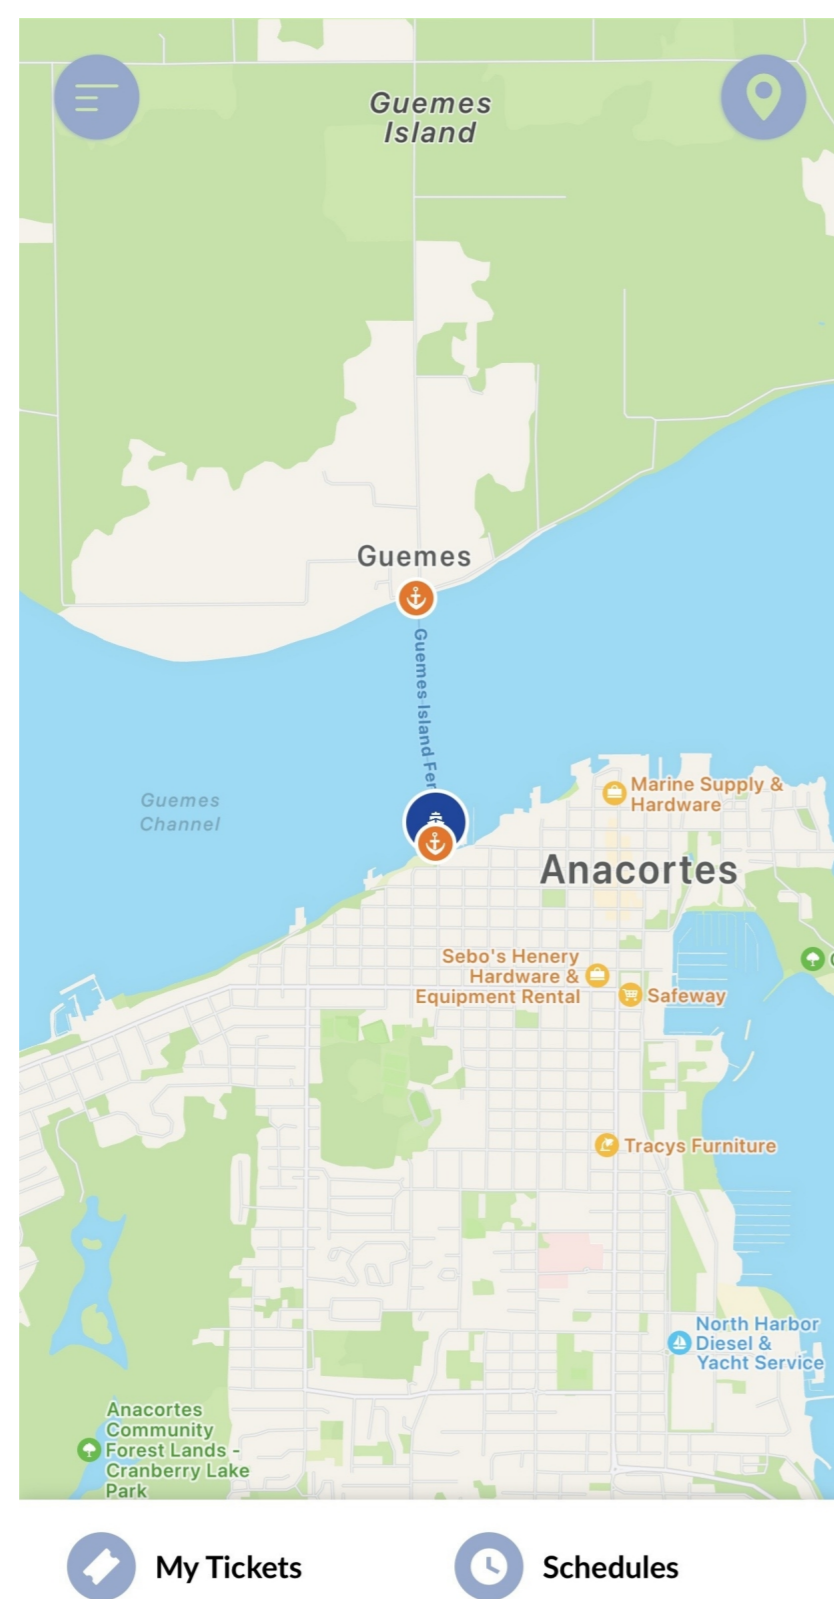 Guemes
Island
Guemes
Guemes Island Fer
Guemes
Channel
Marine Supply &
Hardware
Anacortes
Sebo's Henery
Hardware &
Equipment Rental
Safeway
Tracys Furniture
North Harbor
Diesel &
Yacht Service
Anacortes
Community
Forest Lands -
Cranberry Lake
Park
My Tickets
Schedules